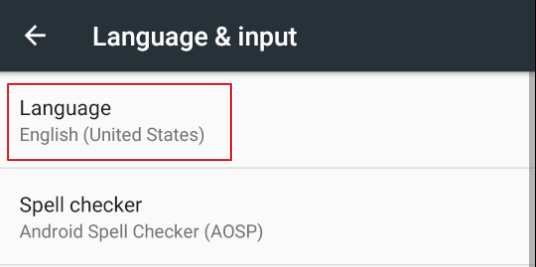 Language & input
Language
English (United States)
Spell checker
Android Spell Checker (AOSP)